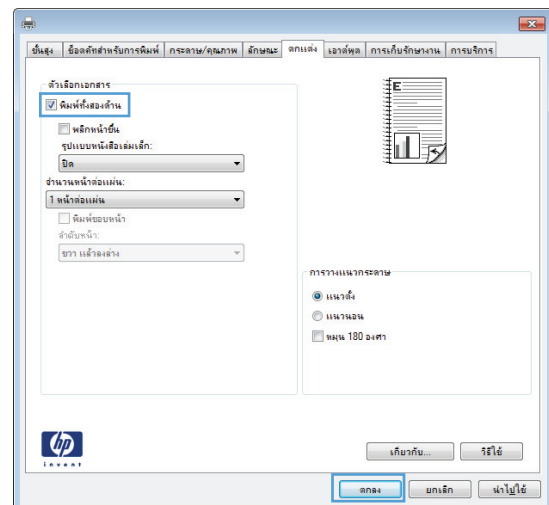 ขั้นสูง ช็อตคัทสำหรับการพิมพ์ กระดาษ/คุณภาพ ลักษณะ ตกแต่ง เอาต์พุต การเก็บรักษางาน การบริการ
ตัวเลือกเอกสาร
พิมพ์ทั้งสองด้าน
พลิกหน้าขึ้น
รูปแบบหนังสือเล่มเล็ก:
ปิด
จำนวนหน้าต่อแผ่น:
1 หน้าต่อแผ่น
พิมพ์ขอบหน้า
ลำดับหน้า:
ขวา แล้วลงล่าง
E
การวางแนวกระดาษ
แนวตั้ง
แนวนอน
หมุน 180 องศา
hp
invent
เกี่ยวกับ... วิธีใช้
ตกลง ยกเลิก นำไปใช้